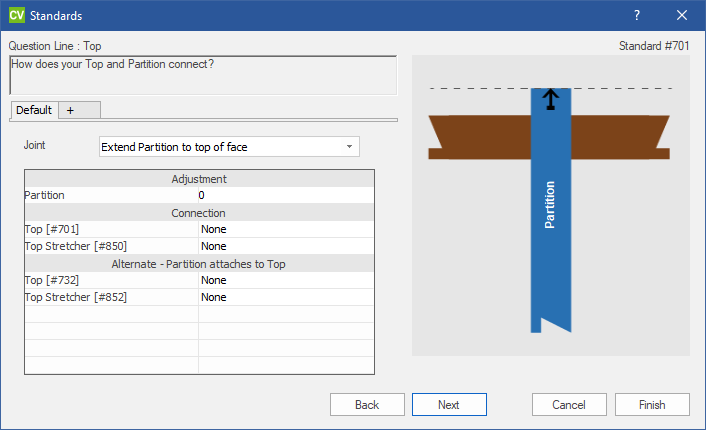 CV Standards
Question Line : Top
Standard #701
How does your Top and Partition connect?
Default +
Joint
Extend Partition to top of face
Adjustment
Partition 0
Connection
Top [#701] None
Top Stretcher [#850] None
Alternate - Partition attaches to Top
Top [#732] None
Top Stretcher [#852] None
Partition
Back Next Cancel Finish